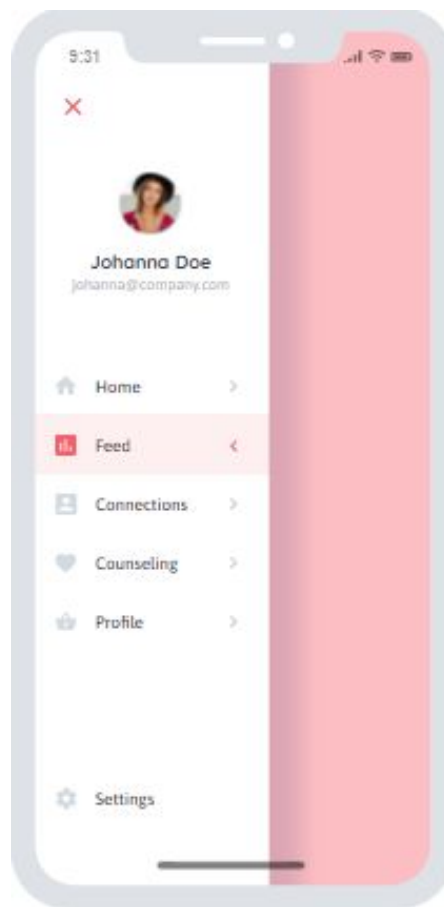 9:31
Johanna Doe
johanna@company.com
Home
Feed
Connections
Counseling
Profile
Settings